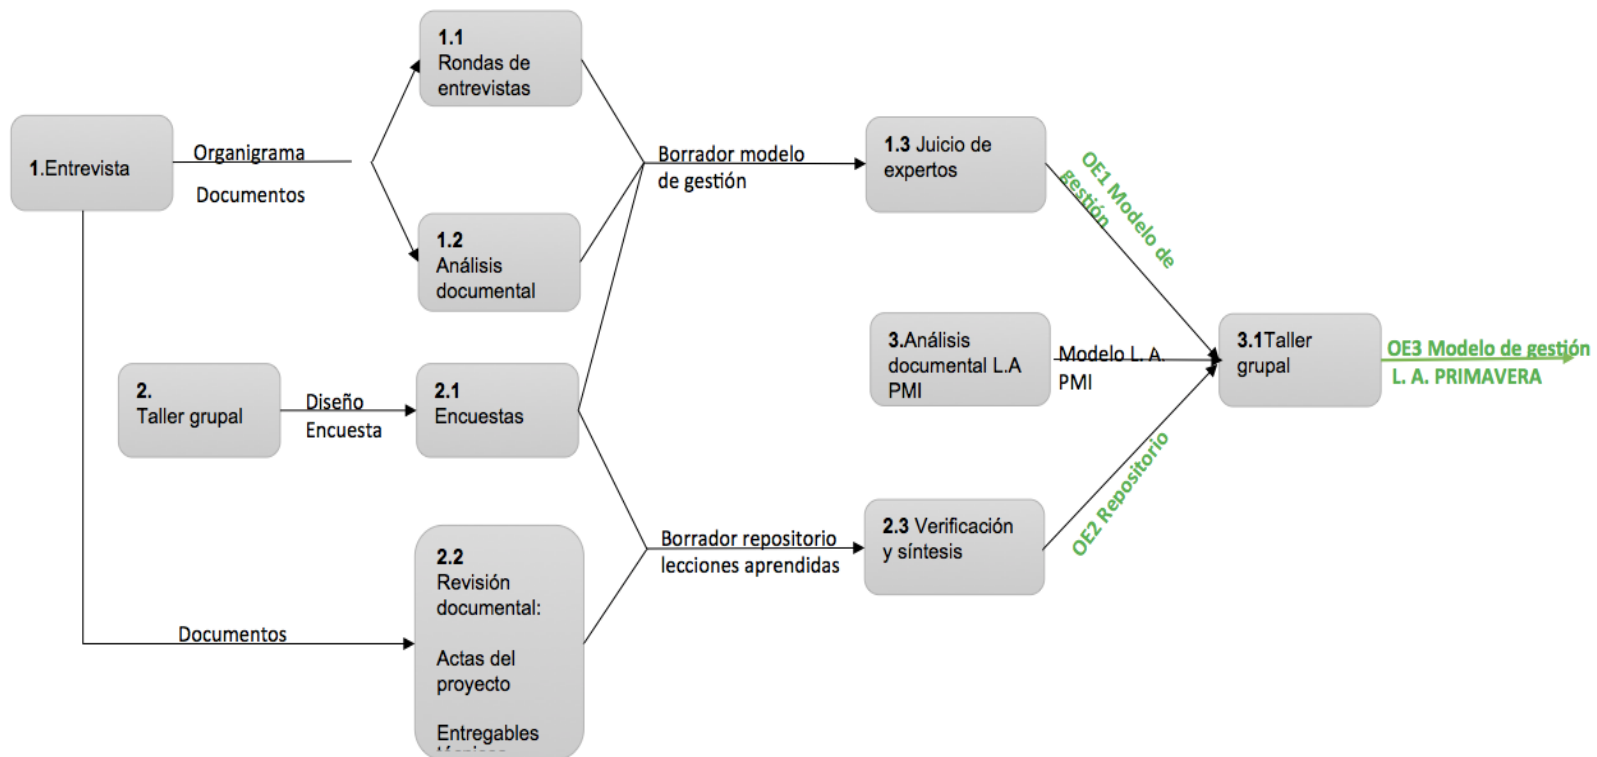 1.1
Rondas de
entrevistas
1.Entrevista
Organigrama
Documentos
1.2
Análisis
documental
Borrador modelo
de gestión
1.3 Juicio de
expertos
OE1 Modelo de
gestión
2.
Taller grupal
Diseño
Encuesta
2.1
Encuestas
3.Análisis
documental L.A
PMI
Modelo L. A.
PMI
3.1Taller
grupal
OE3 Modelo de gestión
L. A. PRIMAVERA
2.2
Revisión
documental:
Actas del
proyecto
Entregables
Documentos
Borrador repositorio
lecciones aprendidas
2.3 Verificación
y síntesis
OE2 Repositorio